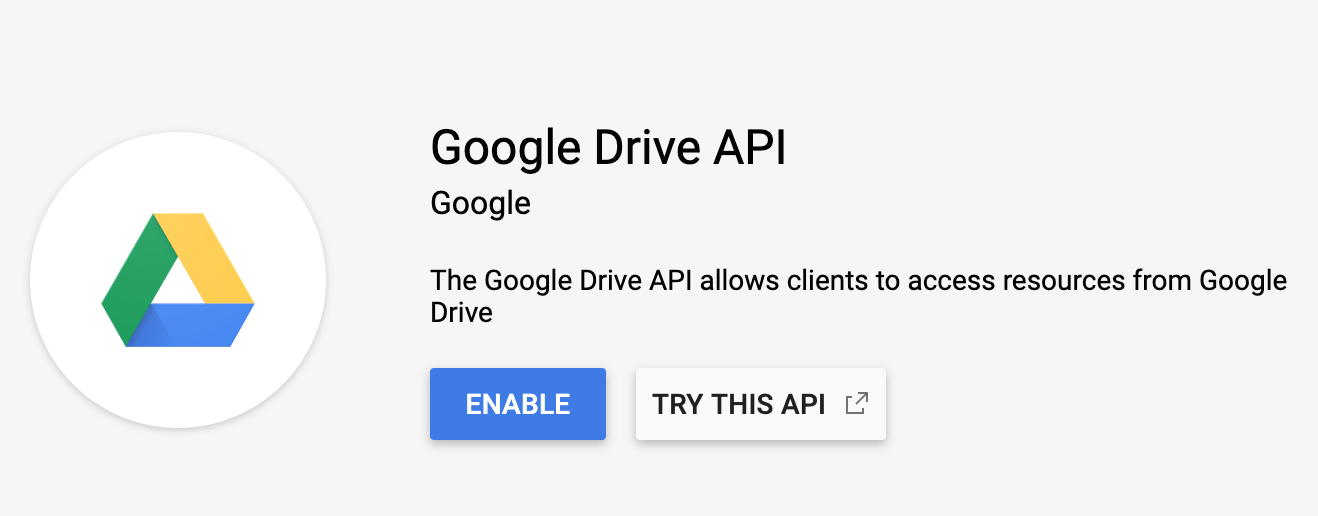 Google Drive API
Google
The Google Drive API allows clients to access resources from Google
Drive
ENABLE
TRY THIS API